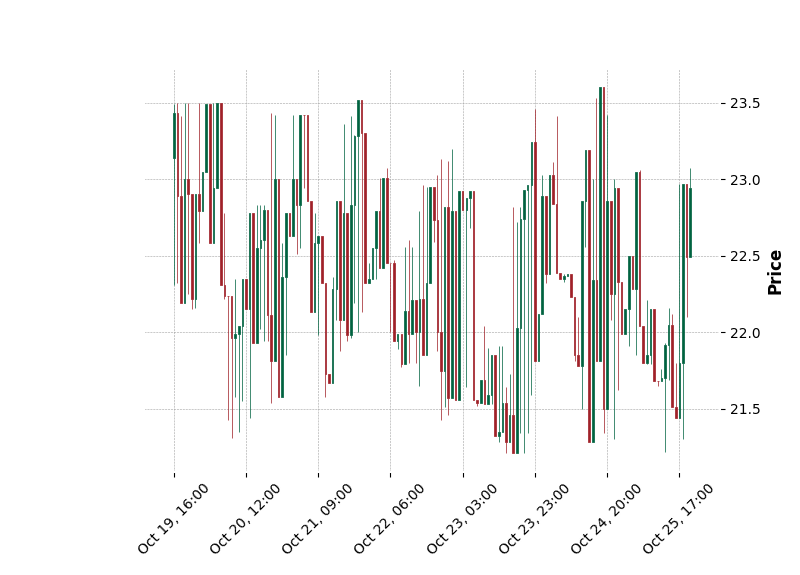 23.5
23.0
22.5
22.0
21.5
Price
Oct 19, 16:00
Oct 20, 12:00
Oct 21, 09:00
Oct 22, 06:00
Oct 23, 03:00
Oct 23, 23:00
Oct 24, 20:00
Oct 25, 17:00